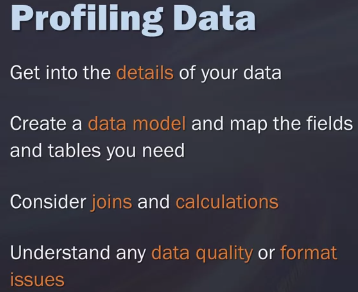 Profiling Data
Get into the details of your data
Create a data model and map the fields
and tables you need
Consider joins and calculations
Understand any data quality or format
issues